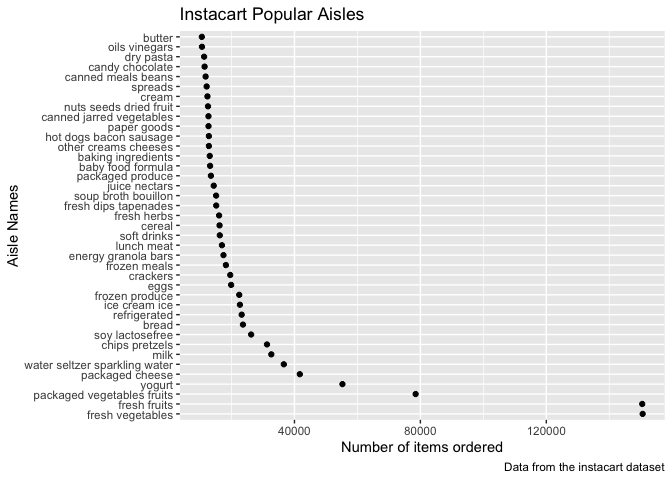 Instacart Popular Aisles
butter
oils vinegars
dry pasta
candy chocolate
canned meals beans
spreads
cream
nuts seeds dried fruit
canned jarred vegetables
paper goods
hot dogs bacon sausage
other creams cheeses
baking ingredients
baby food formula
packaged produce
juice nectars
soup broth bouillon
fresh dips tapenades
fresh herbs
cereal
soft drinks
lunch meat
energy granola bars
frozen meals
crackers
eggs
frozen produce
ice cream ice
refrigerated
bread
soy lactosefree
chips pretzels
milk
water seltzer sparkling water
packaged cheese
yogurt
packaged vegetables fruits
fresh fruits
fresh vegetables
Aisle Names
40000 80000 120000
Number of items ordered
Data from the instacart dataset